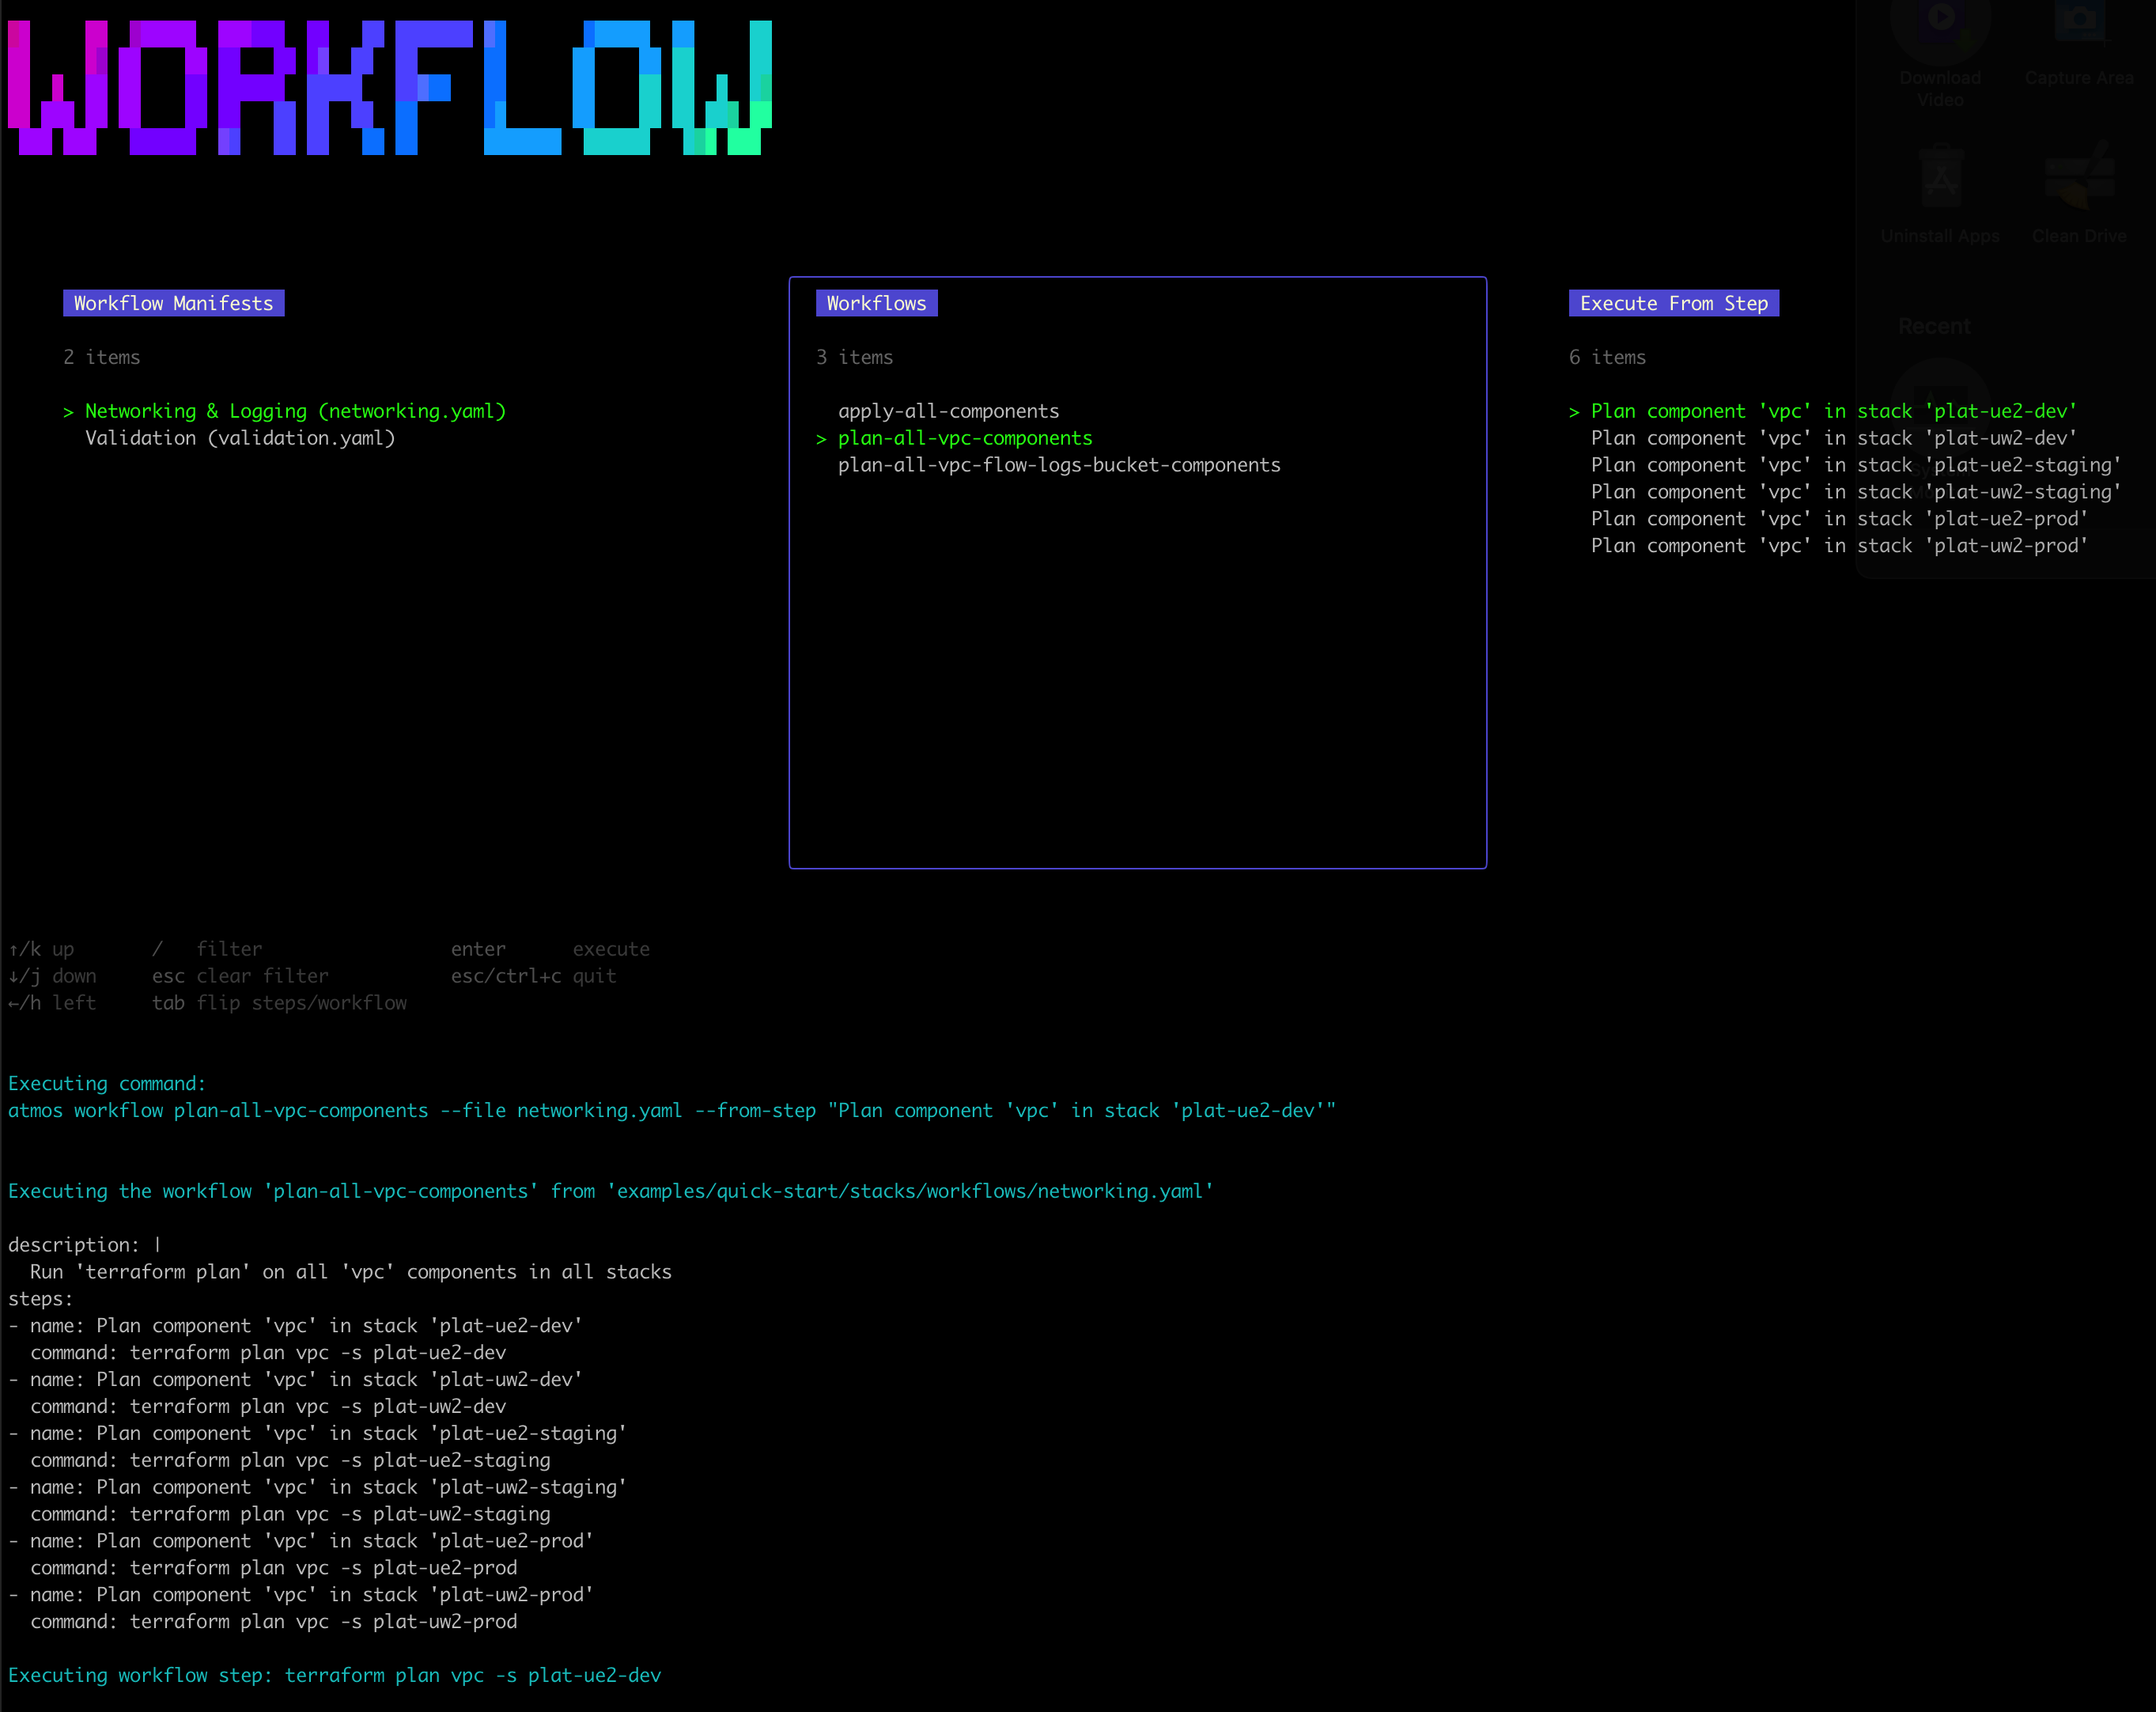 WORKFLOW
Download
Video
Capture Area
Uninstall Apps
Clean Drive
Recent
Workflow Manifests
2 items
> Networking & Logging (networking.yaml)
Validation (validation.yaml)
Workflows
3 items
apply-all-components
> plan-all-vpc-components
plan-all-vpc-flow-logs-bucket-components
Execute From Step
6 items
> Plan component 'vpc' in stack 'plat-ue2-dev'
Plan component 'vpc' in stack 'plat-uw2-dev'
Plan component 'vpc' in stack 'plat-ue2-staging'
Plan component 'vpc' in stack 'plat-uw2-staging'
Plan component 'vpc' in stack 'plat-ue2-prod'
Plan component 'vpc' in stack 'plat-uw2-prod'
↑/k up / filter enter execute
↓/j down esc clear filter esc/ctrl+c quit
←/h left tab flip steps/workflow
Executing command:
atmos workflow plan-all-vpc-components --file networking.yaml --from-step "Plan component 'vpc' in stack 'plat-ue2-dev'"
Executing the workflow 'plan-all-vpc-components' from 'examples/quick-start/stacks/workflows/networking.yaml'
description: |
Run 'terraform plan' on all 'vpc' components in all stacks
steps:
- name: Plan component 'vpc' in stack 'plat-ue2-dev'
command: terraform plan vpc -s plat-ue2-dev
- name: Plan component 'vpc' in stack 'plat-uw2-dev'
command: terraform plan vpc -s plat-uw2-dev
- name: Plan component 'vpc' in stack 'plat-ue2-staging'
command: terraform plan vpc -s plat-ue2-staging
- name: Plan component 'vpc' in stack 'plat-uw2-staging'
command: terraform plan vpc -s plat-uw2-staging
- name: Plan component 'vpc' in stack 'plat-ue2-prod'
command: terraform plan vpc -s plat-ue2-prod
- name: Plan component 'vpc' in stack 'plat-uw2-prod'
command: terraform plan vpc -s plat-uw2-prod
Executing workflow step: terraform plan vpc -s plat-ue2-dev